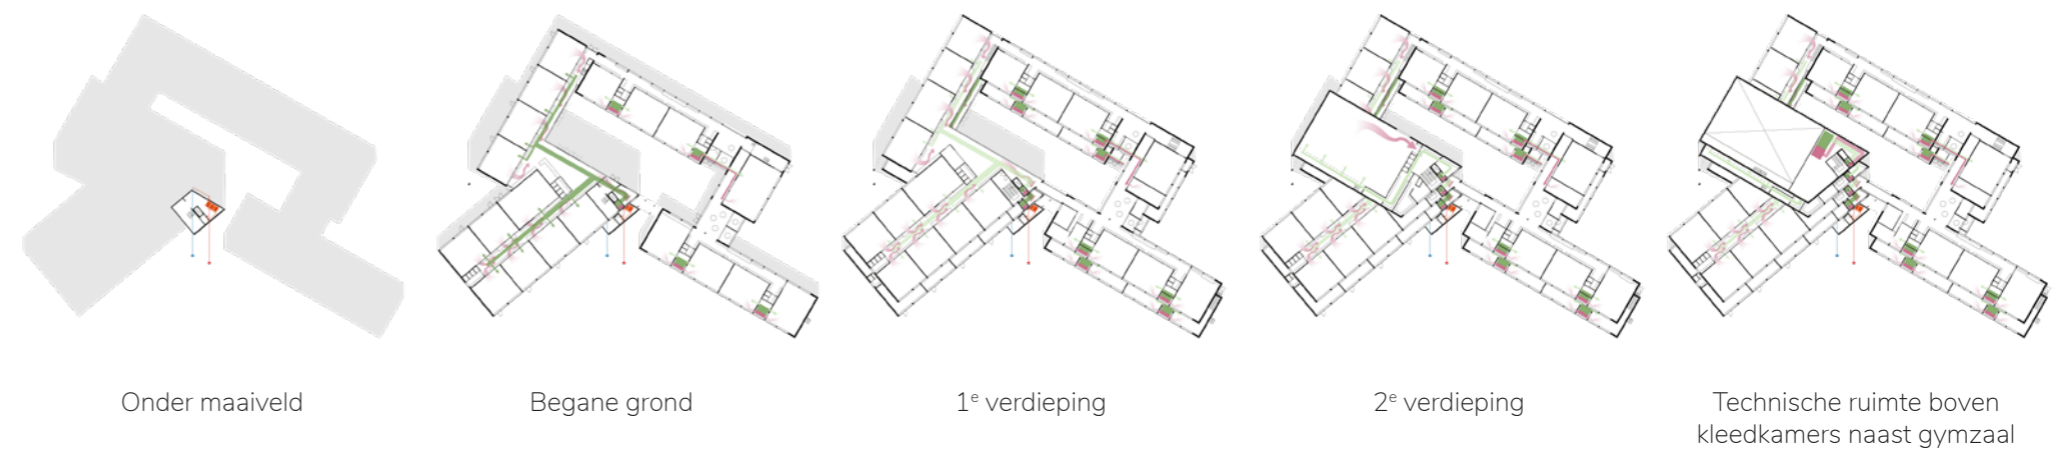 Onder maaiveld
Begane grond
1e verdieping
2e verdieping
Technische ruimte boven
kleedkamers naast gymzaal